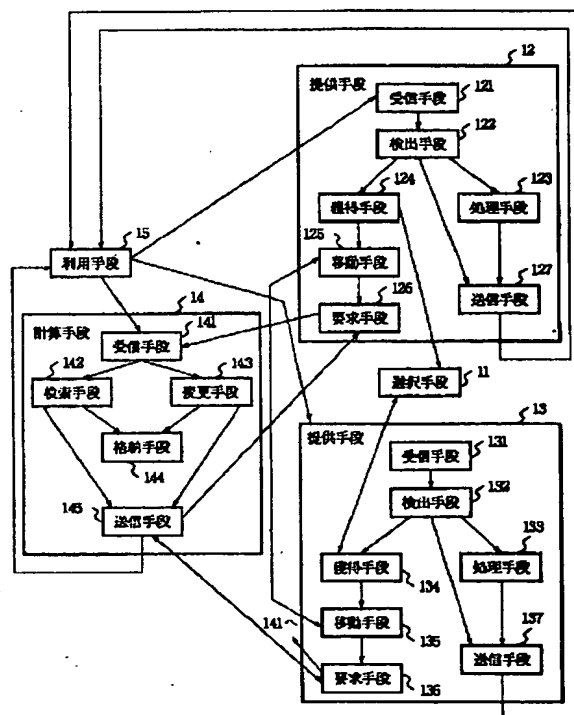 12
提供手段
121
受信手段
122
検出手段
124
123
獲得手段
処理手段
125
移動手段
126
127
要求手段
送信手段
15
利用手段
14
計算手段
141
受信手段
142
143
検索手段
変更手段
格納手段
144
145
送信手段
選択手段
11
13
提供手段
131
受信手段
132
検出手段
133
獲得手段
134
処理手段
141
移動手段
135
137
送信手段
要求手段
136